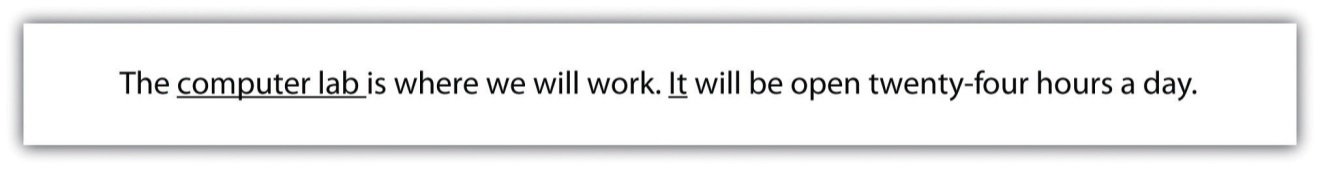 The computer lab is where we will work. It will be open twenty-four hours a day.